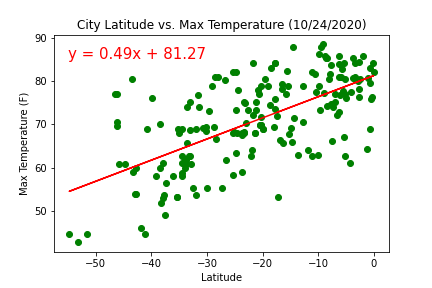 City Latitude vs. Max Temperature (10/24/2020)
y = 0.49x + 81.27
Max Temperature (F)
90
80
70
60
50
−50
−40
−30
−20
−10
0
Latitude